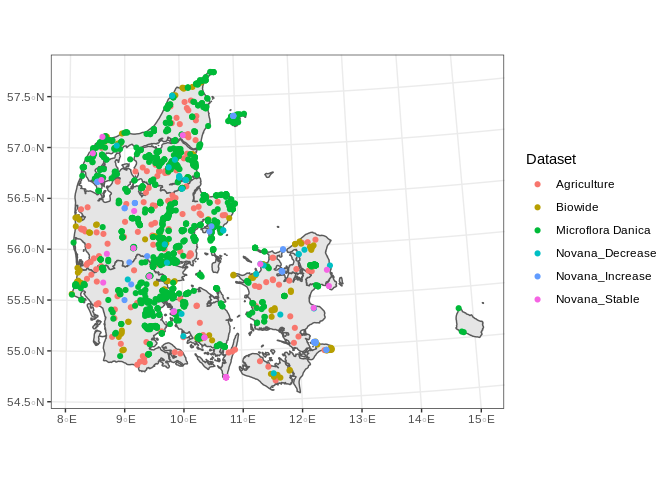 57.5°N
57.0°N
56.5°N
56.0°N
55.5°N
55.0°N
54.5°N
8°E 9°E 10°E 11°E 12°E 13°E 14°E 15°E
Dataset
Agriculture
Biowide
Microflora Danica
Novana_Decrease
Novana_Increase
Novana_Stable